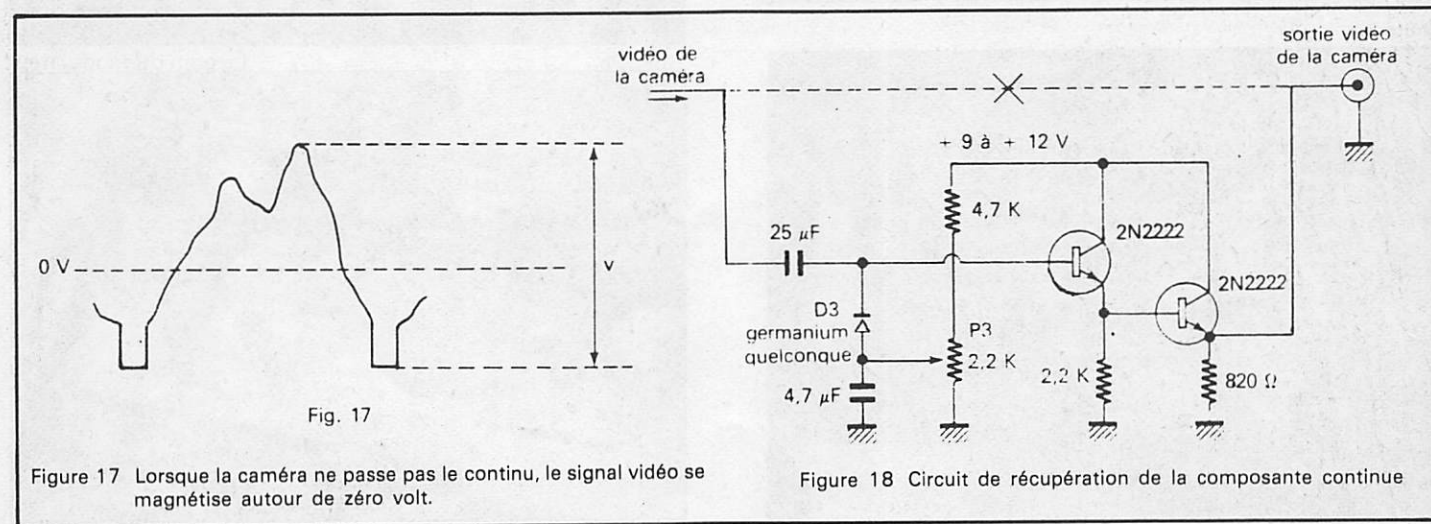 vidéo de
la caméra
sortie vidéo
de la caméra
+ 9 à + 12 V
4,7 K
2N2222
25 µF
0 V
v
2N2222
D3
germanium
quelconque
P3
2,2 K
2,2 K
820 Ω
4,7 µF
Fig. 17
Figure 17 Lorsque la caméra ne passe pas le continu, le signal vidéo se
magnétise autour de zéro volt.
Figure 18 Circuit de récupération de la composante continue